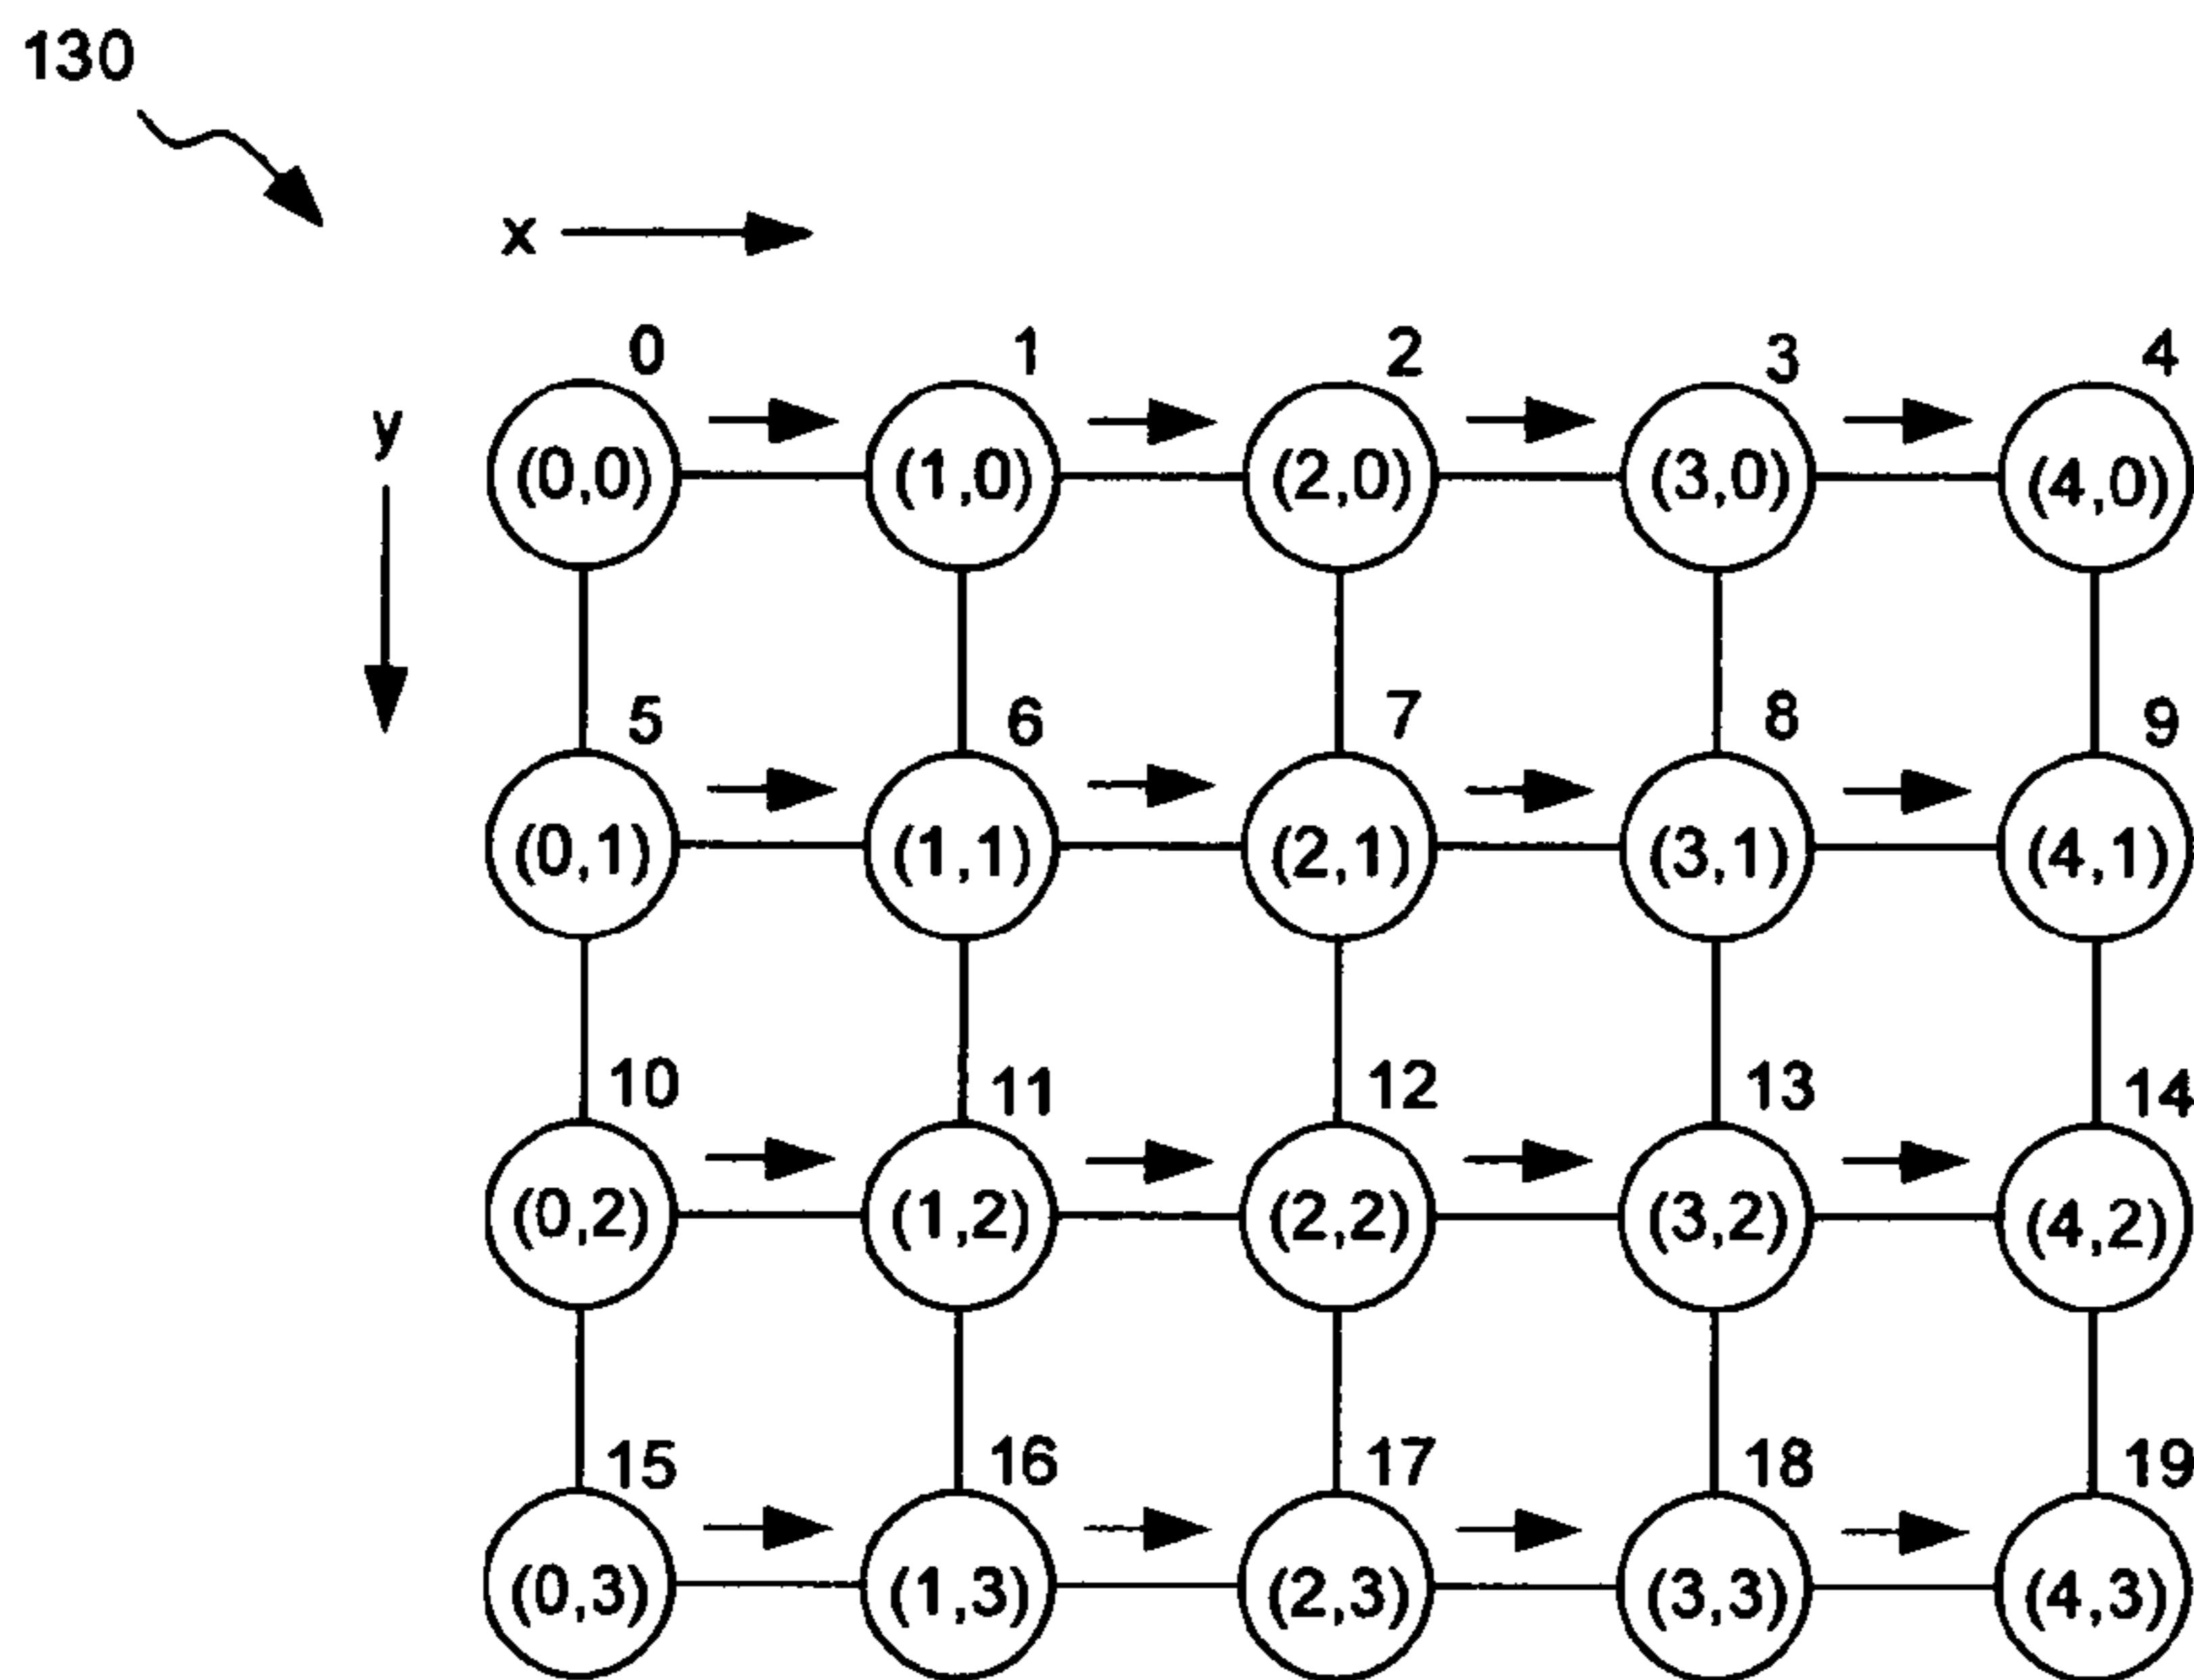 130
x
0 1 2 3 4
y
(0,0) (1,0) (2,0) (3,0) (4,0)
5 6 7 8 9
(0,1) (1,1) (2,1) (3,1) (4,1)
10 11 12 13 14
(0,2) (1,2) (2,2) (3,2) (4,2)
15 16 17 18 19
(0,3) (1,3) (2,3) (3,3) (4,3)